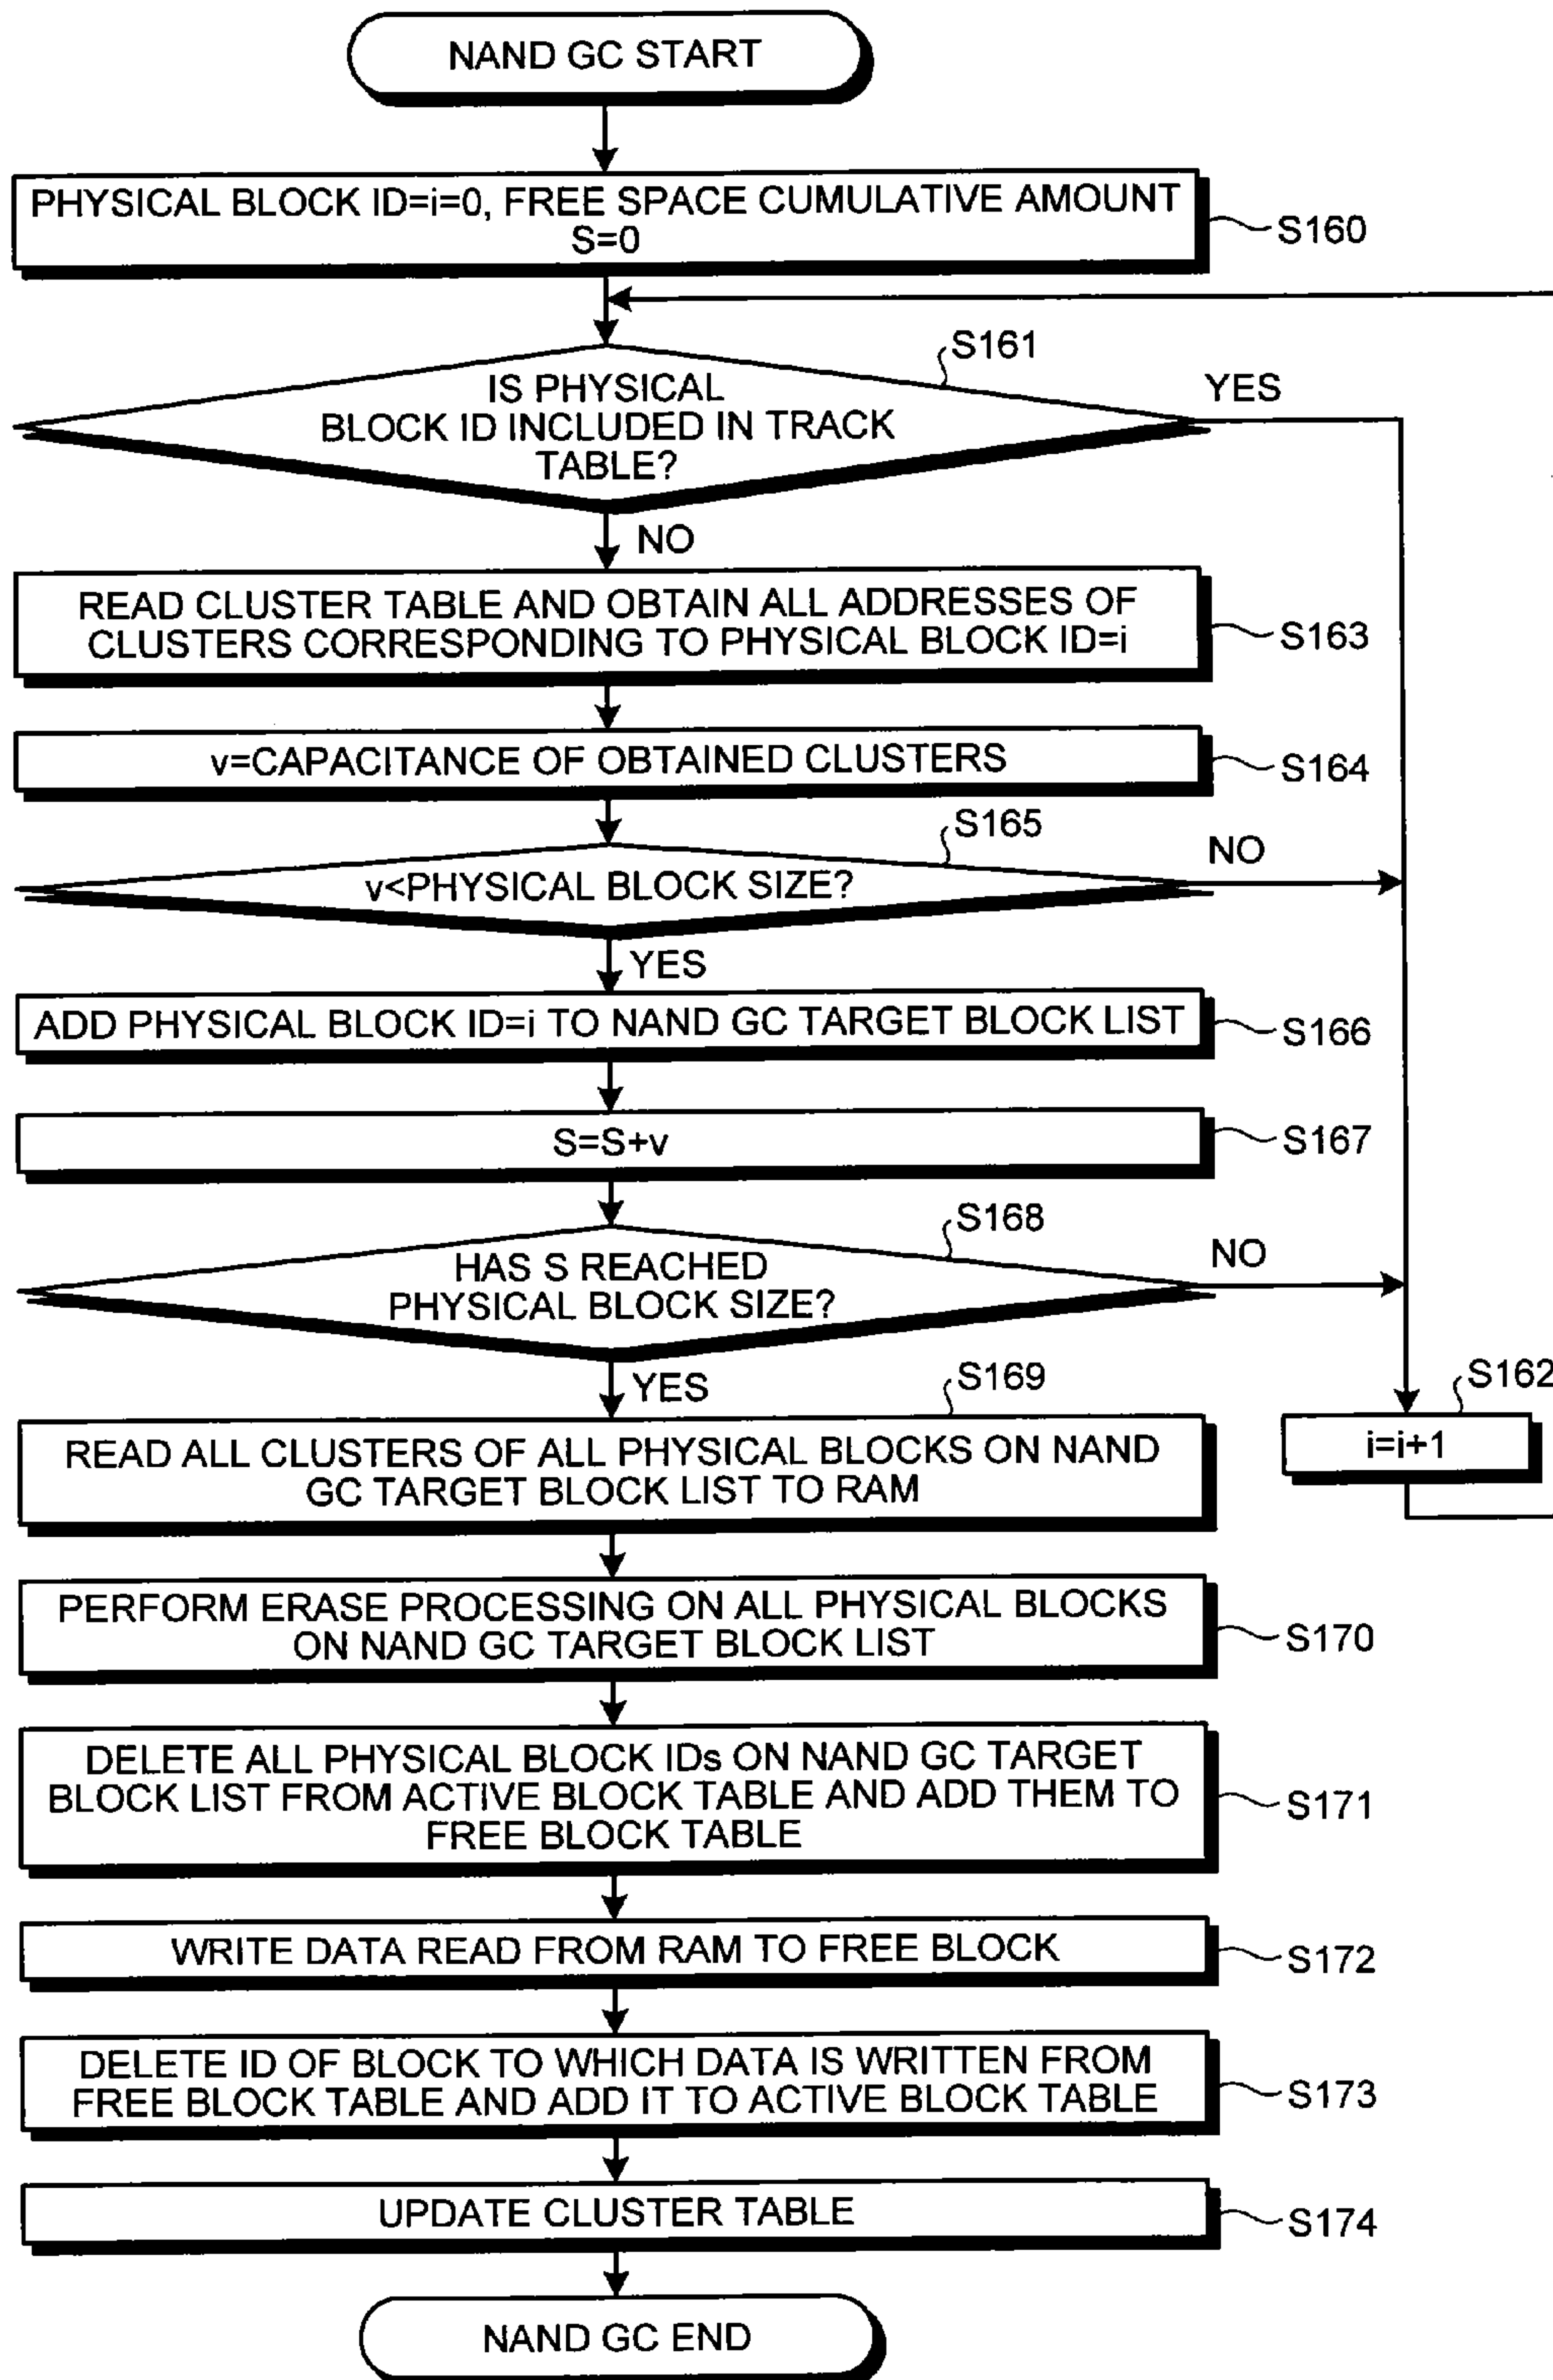 NAND GC START
PHYSICAL BLOCK ID=i=0, FREE SPACE CUMULATIVE AMOUNT
S=0
S160
S161
IS PHYSICAL
BLOCK ID INCLUDED IN TRACK
TABLE?
YES
NO
READ CLUSTER TABLE AND OBTAIN ALL ADDRESSES OF
CLUSTERS CORRESPONDING TO PHYSICAL BLOCK ID=i
S163
v=CAPACITANCE OF OBTAINED CLUSTERS
S164
S165
v<PHYSICAL BLOCK SIZE?
NO
YES
ADD PHYSICAL BLOCK ID=i TO NAND GC TARGET BLOCK LIST
S166
S=S+v
S167
S168
HAS S REACHED
PHYSICAL BLOCK SIZE?
NO
YES
S169
READ ALL CLUSTERS OF ALL PHYSICAL BLOCKS ON NAND
GC TARGET BLOCK LIST TO RAM
S162
i=i+1
PERFORM ERASE PROCESSING ON ALL PHYSICAL BLOCKS
ON NAND GC TARGET BLOCK LIST
S170
DELETE ALL PHYSICAL BLOCK IDs ON NAND GC TARGET
BLOCK LIST FROM ACTIVE BLOCK TABLE AND ADD THEM TO
FREE BLOCK TABLE
S171
WRITE DATA READ FROM RAM TO FREE BLOCK
S172
DELETE ID OF BLOCK TO WHICH DATA IS WRITTEN FROM
FREE BLOCK TABLE AND ADD IT TO ACTIVE BLOCK TABLE
S173
UPDATE CLUSTER TABLE
S174
NAND GC END